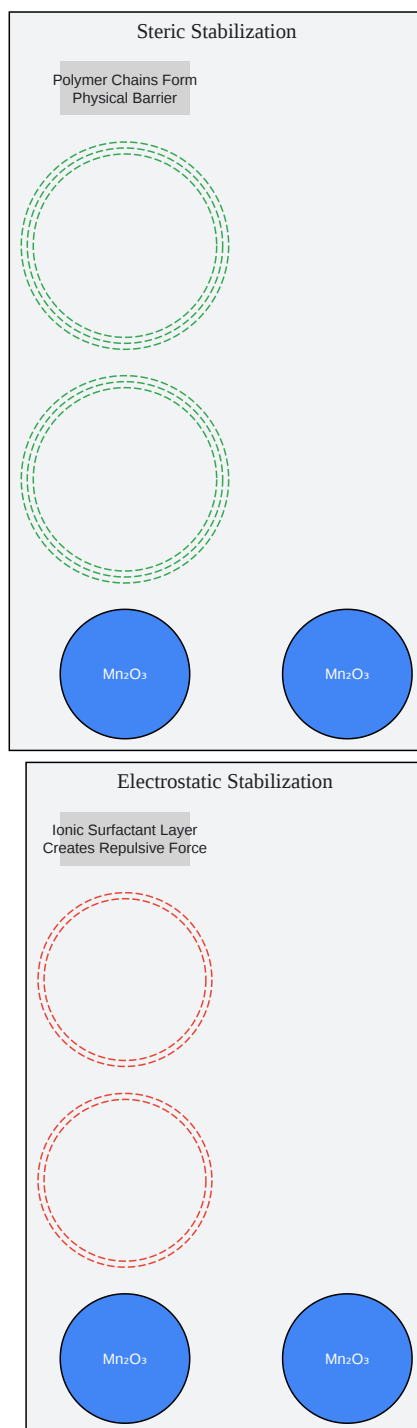 Steric Stabilization
Polymer Chains Form
Physical Barrier
Mn₂O₃
Mn₂O₃
Electrostatic Stabilization
Ionic Surfactant Layer
Creates Repulsive Force
Mn₂O₃
Mn₂O₃